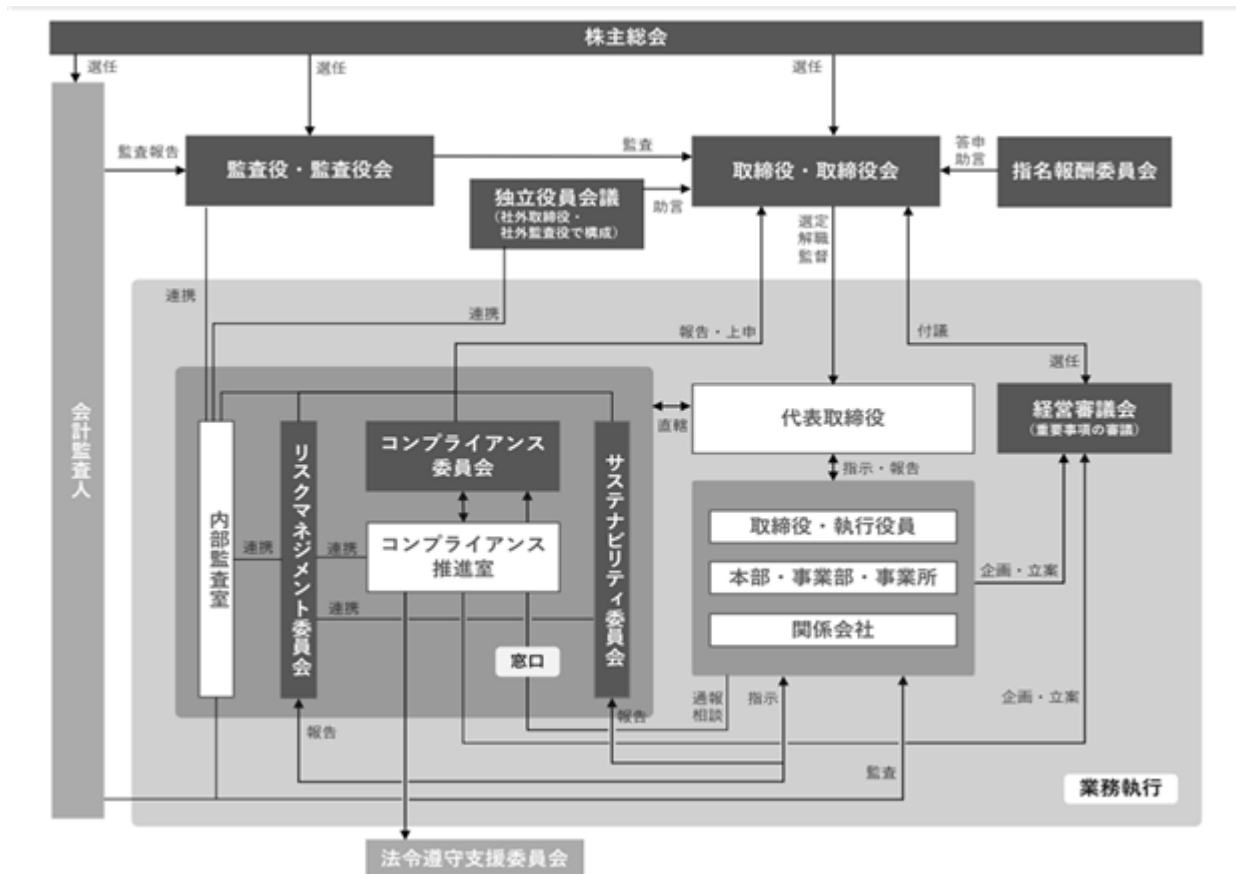 株主総会
選任
選任
選任
監査報告
監査役・監査役会
監査
取締役・取締役会
答申
助言
指名報酬委員会
独立役員会議
（社外取締役・
社外監査役で構成）
助言
選定
解職
監督
連携
連携
報告・上申
付議
選任
会計監査人
直轄
代表取締役
経営審議会
（重要事項の審議）
指示・報告
内部監査室
連携
リスクマネジメント委員会
コンプライアンス
委員会
連携
コンプライアンス
推進室
連携
サステナビリティ委員会
窓口
取締役・執行役員
本部・事業部・事業所
関係会社
企画・立案
通報
相談
指示
企画・立案
報告
報告
監査
業務執行
法令遵守支援委員会